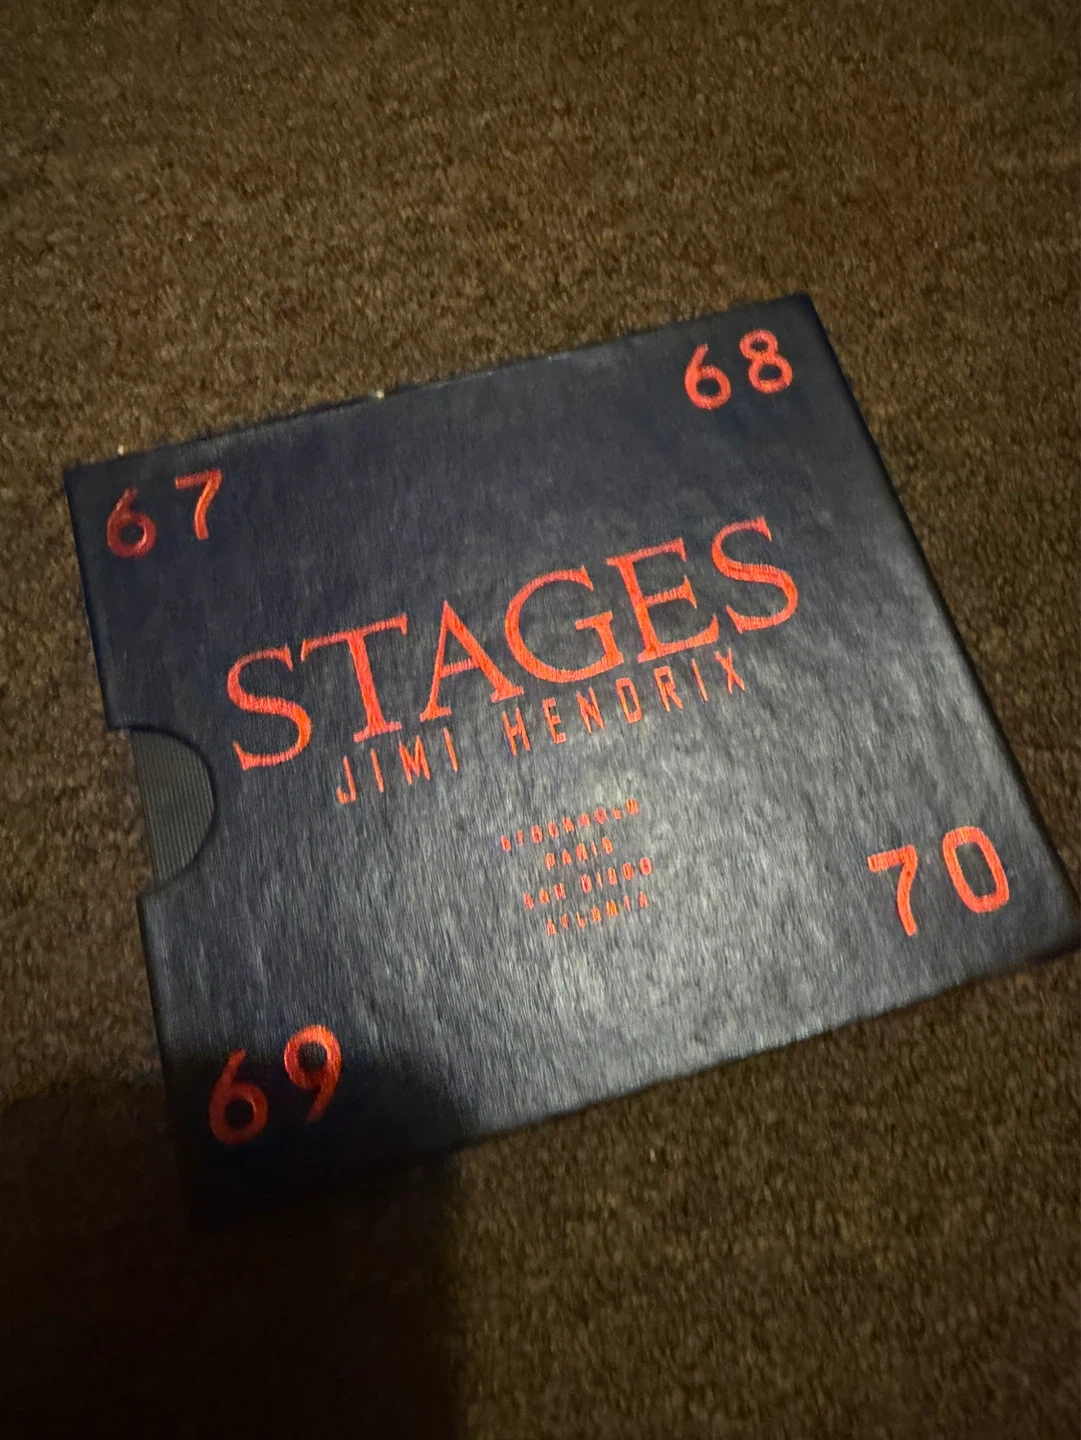 67
68
STAGES
JIMI HENDRIX
STOCKHOLM
PARIS
SAN DIEGO
ATLANTA
70
69